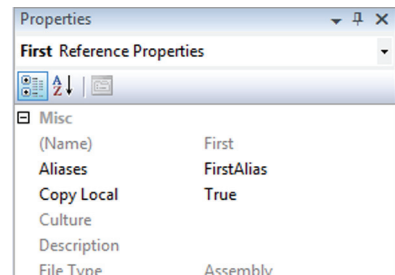 Properties
First Reference Properties
Misc
(Name) First
Aliases FirstAlias
Copy Local True
Culture
Description
File Type Assembly